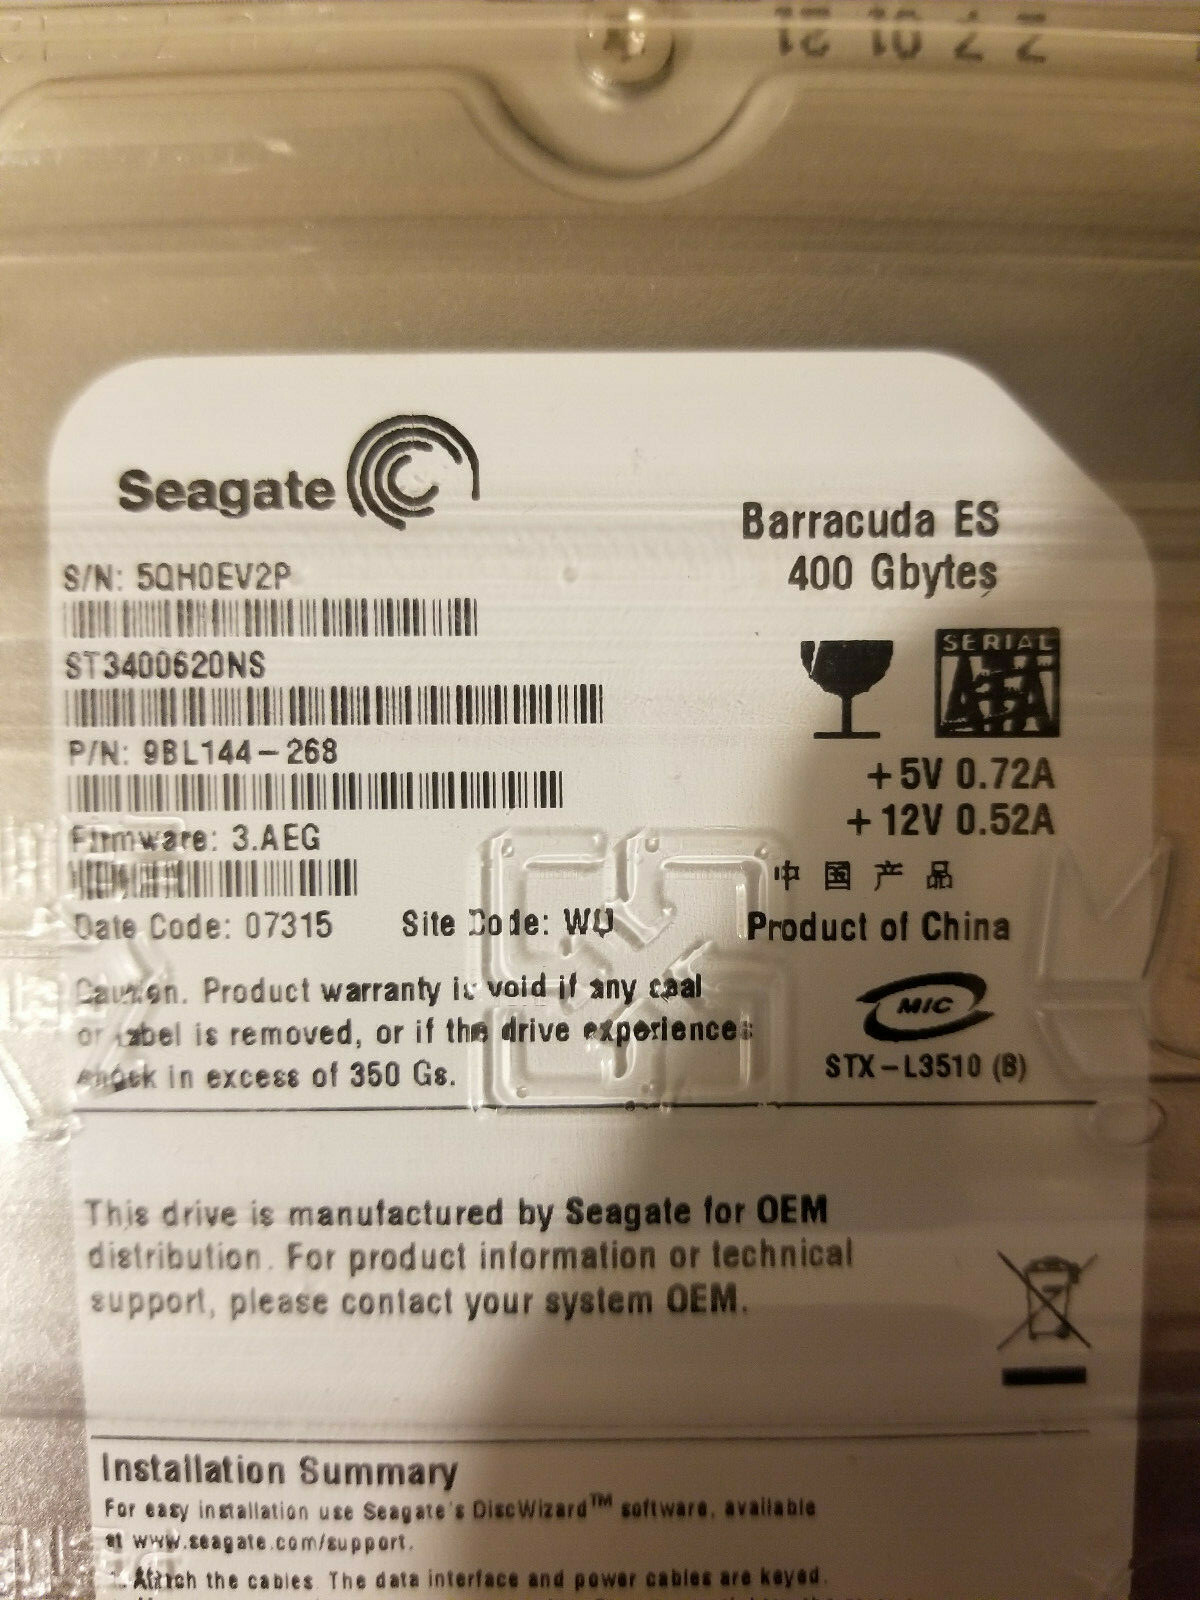 Seagate
Barracuda ES
400 Gbytes
S/N: 5QH0EV2P
ST3400620NS
SERIAL
ATA
P/N: 9BL144-268
+5V 0.72A
+12V 0.52A
Firmware: 3.AEG
中国产品
Date Code: 07315 Site Code: WU
Product of China
Caution. Product warranty is void if any seal
or label is removed, or if the drive experiences
shock in excess of 350 Gs.
MIC
STX-L3510 (B)
This drive is manufactured by Seagate for OEM
distribution. For product information or technical
support, please contact your system OEM.
Installation Summary
For easy installation use Seagate's DiscWizard™ software, available
at www.seagate.com/support.
1. Attach the cables. The data interface and power cables are keyed.